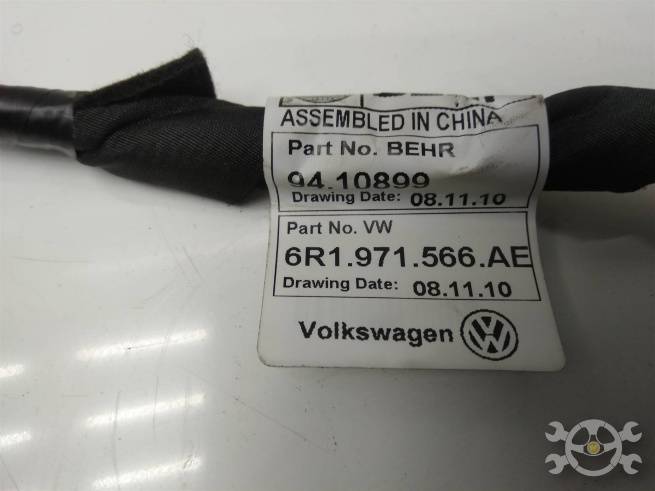 ASSEMBLED IN CHINA
Part No. BEHR
94.10899
Drawing Date: 08.11.10
Part No. VW
6R1.971.566.AE
Drawing Date: 08.11.10
Volkswagen